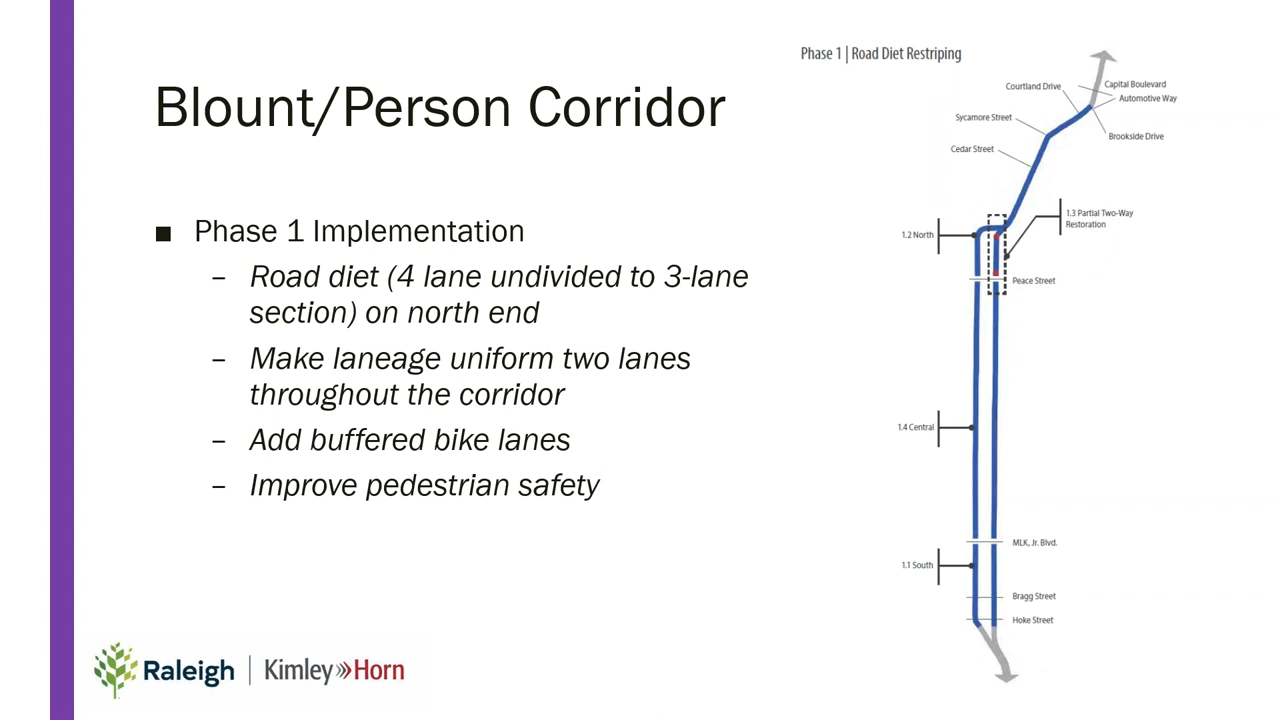 Phase 1 | Road Diet Restriping
Blount/Person Corridor
■ Phase 1 Implementation
– Road diet (4 lane undivided to 3-lane
section) on north end
– Make laneage uniform two lanes
throughout the corridor
– Add buffered bike lanes
– Improve pedestrian safety
Capital Boulevard
Courtland Drive
Automotive Way
Sycamore Street
Brookside Drive
Cedar Street
1.3 Partial Two-Way
Restoration
1.2 North
Peace Street
1.4 Central
MLK, Jr. Blvd.
1.1 South
Bragg Street
Hoke Street
Raleigh
Kimley»Horn